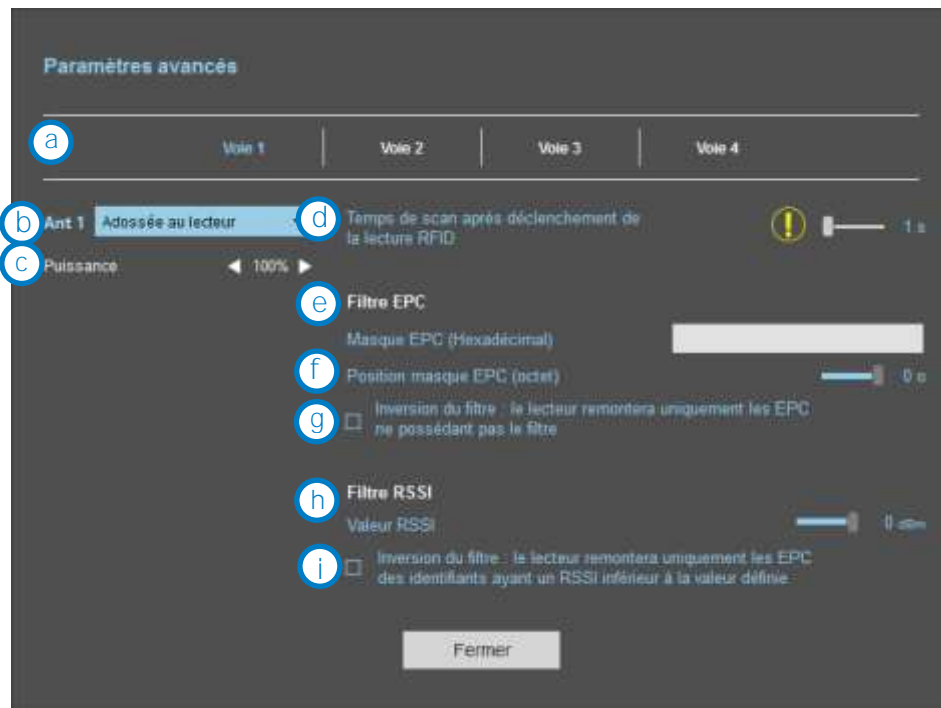 Paramètres avancés
a Voie 1 Voie 2 Voie 3 Voie 4
b Ant 1 Adossée au lecteur
c Puissance 100%
d Temps de scan après déclenchement de
la lecture RFID
1 s
e Filtre EPC
Masque EPC (Hexadécimal)
f Position masque EPC (octet) 0 o
g Inversion du filtre : le lecteur remontera uniquement les EPC
ne possédant pas le filtre
h Filtre RSSI
Valeur RSSI 0 dBm
i Inversion du filtre : le lecteur remontera uniquement les EPC
des identifiants ayant un RSSI inférieur à la valeur définie
Fermer